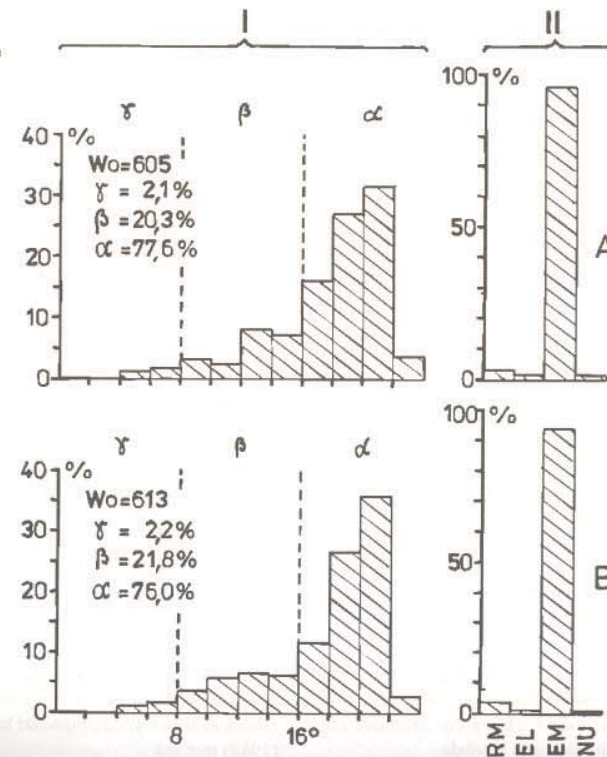 I II
% 100 %
γ β α
40
30
20
10
0
Wo=605
γ = 2,1%
β = 20,3%
α = 77,6%
50
0
A
% 100 %
γ β α
40
30
20
10
0
Wo=613
γ = 2,2%
β = 21,8%
α = 76,0%
50
0
B
8 16°
RM
EL
EM
NU